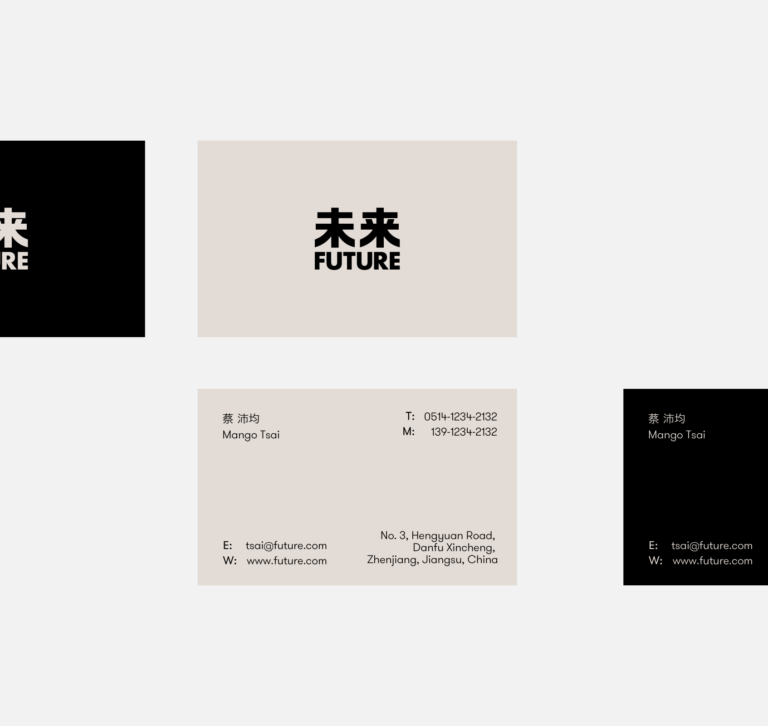 来
RE
未来
FUTURE
蔡 沛均
Mango Tsai
T: 0514-1234-2132
M: 139-1234-2132
E: tsai@future.com
W: www.future.com
No. 3, Hengyuan Road,
Danfu Xincheng,
Zhenjiang, Jiangsu, China
蔡 沛均
Mango Tsai
E: tsai@future.com
W: www.future.com